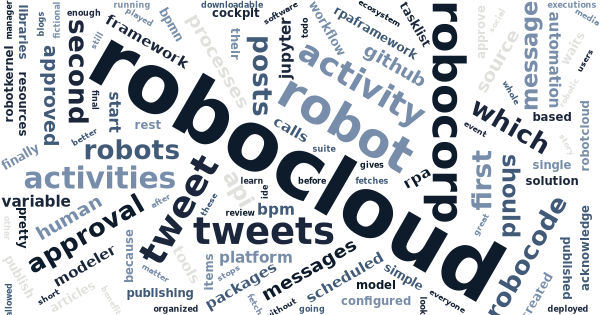 manager
libraries
blogs
fictional
enough
running
played
downloadable
cockpit
software
ecosystem
rpaframework
tasklist
robocorp
approve
social
message
executions
media
robotkernel
resources
approved
second
still
framework
bpmn
processes
their
posts
jupyter
todo
workflow
github
activity
source
automation
waits
users
whole
robotic
final
start
robocloud
robot
which
event
based
robotcloud
better
rest
robots
calls
suite
gives
finally
activities
tweet
api
learn
ide
before
fetches
rpa
first
great
should
single
solution
story
variable
pretty
human
after
these
review
bpm
tweets
other
approval
modeler
because
matter
tools
items
platform
stops
messages
scheduled
simple
robocode
published
acknowledge
publish
short
articles
benefit
publishing
organized
packages
fetch
without
going
model
configured
look
everyone
created
deployed
allowed